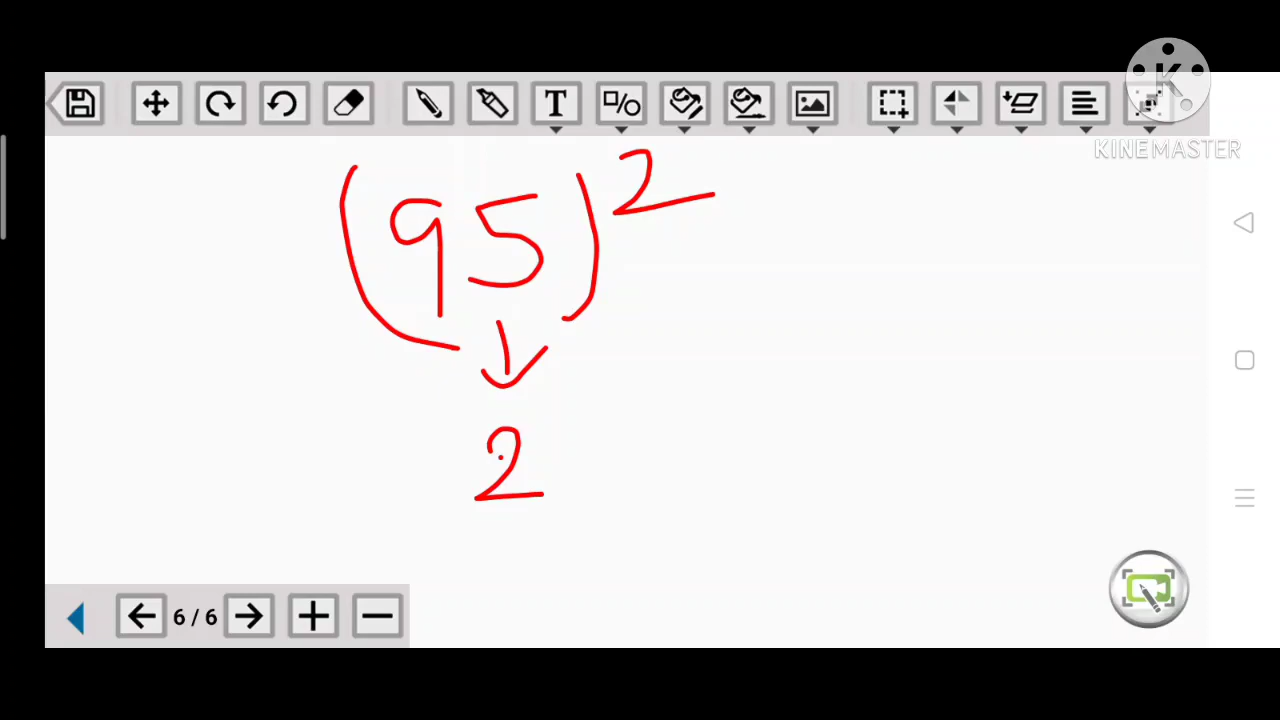 T
KINEMASTER
(95)²
↓
2
6 / 6